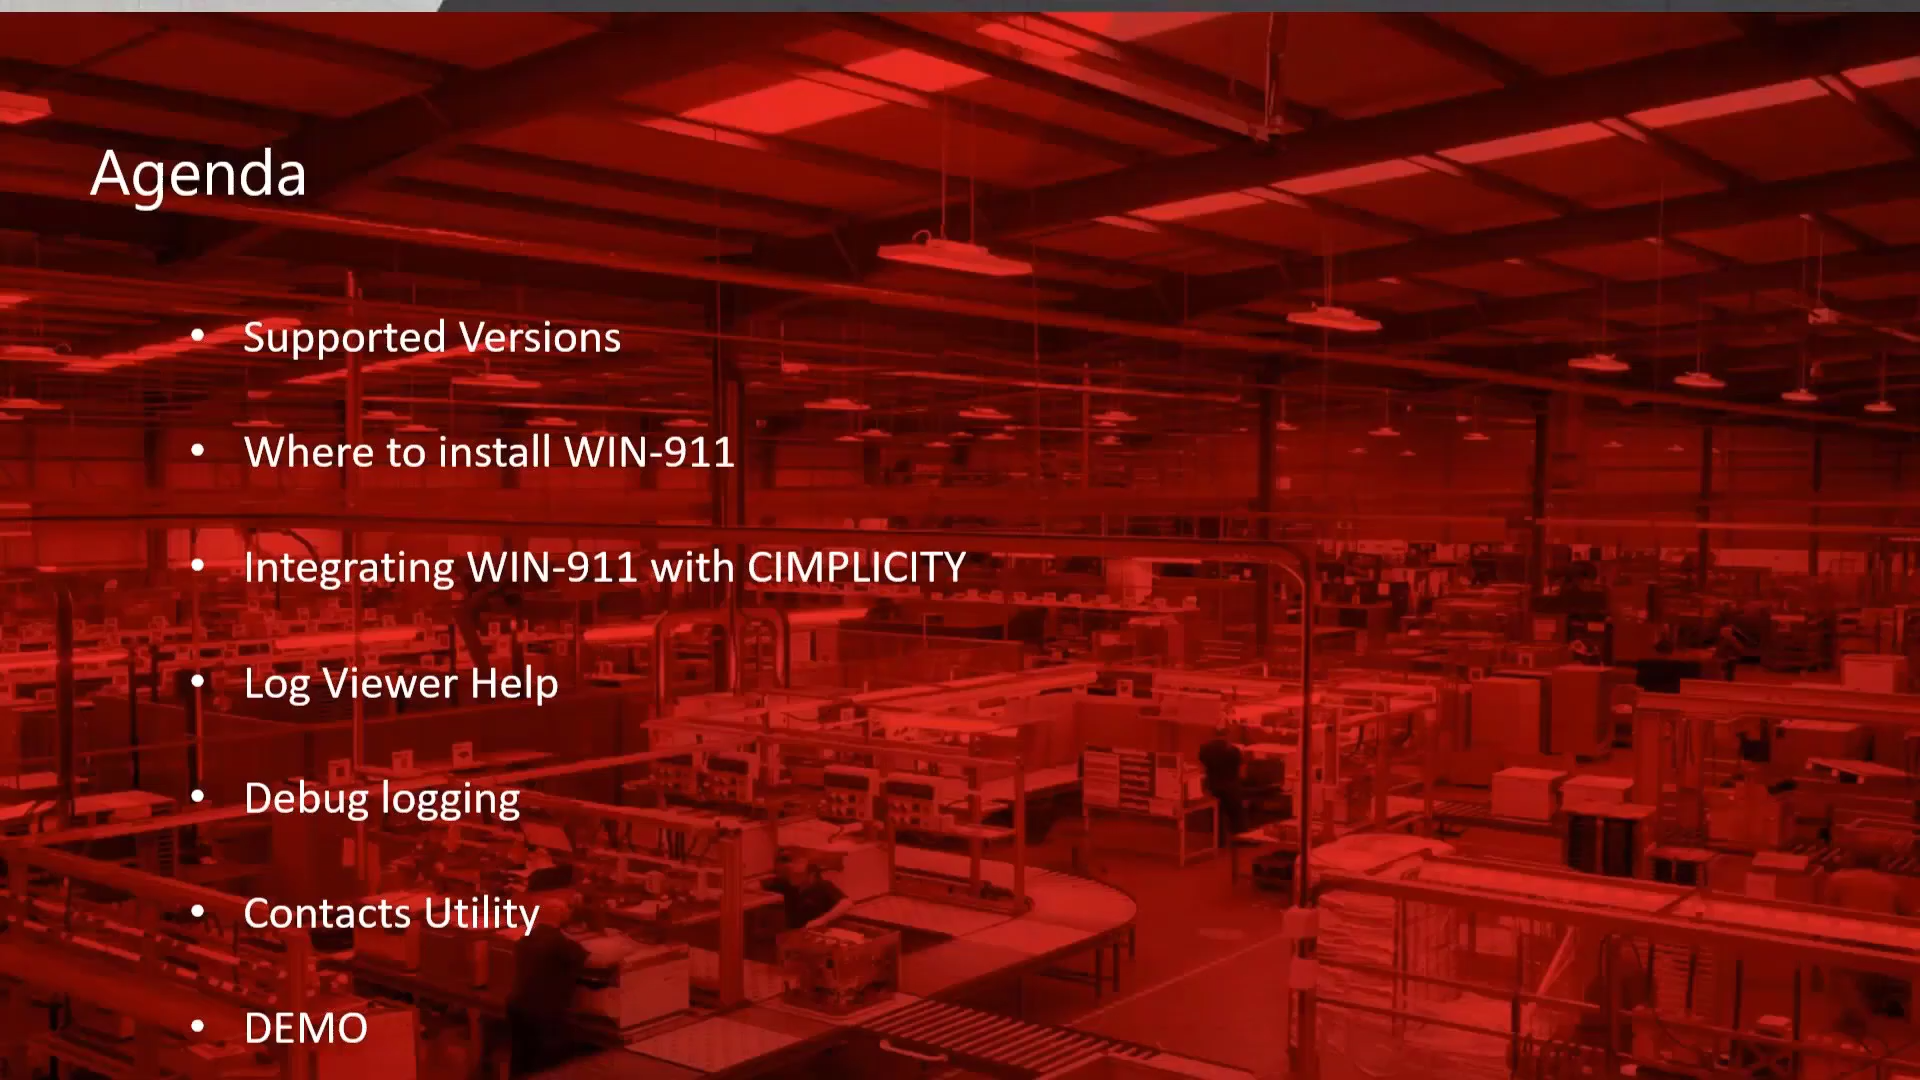 Agenda
• Supported Versions
• Where to install WIN-911
• Integrating WIN-911 with CIMPLICITY
• Log Viewer Help
• Debug logging
• Contacts Utility
• DEMO